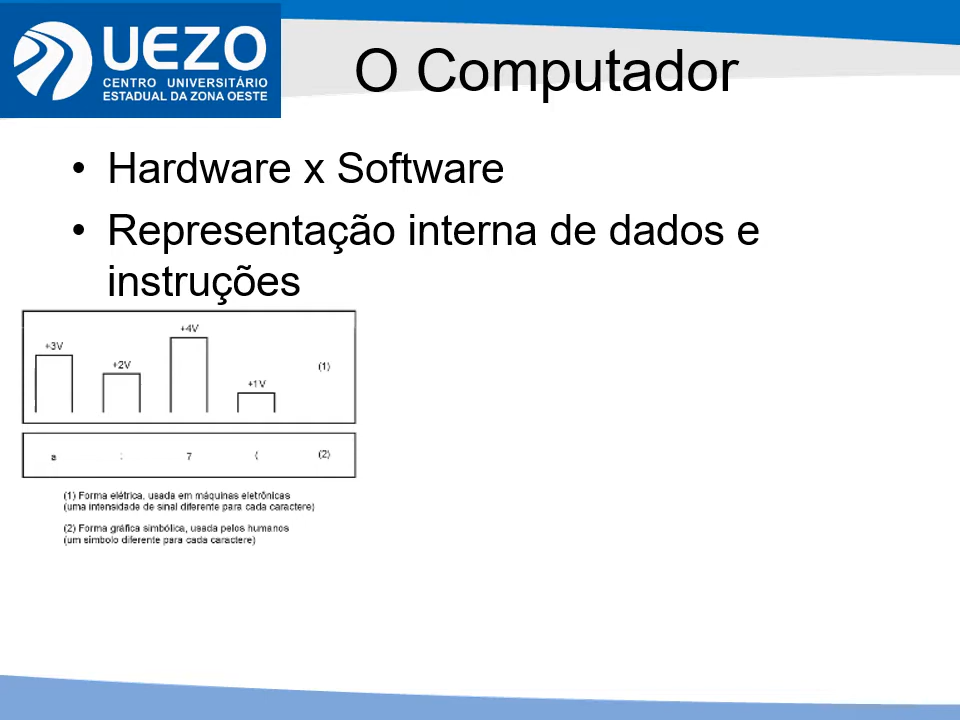 UEZO
CENTRO UNIVERSITÁRIO
ESTADUAL DA ZONA OESTE
O Computador
• Hardware x Software
• Representação interna de dados e
instruções
+3V +2V +4V +1V (1)
a : 7 ( (2)
(1) Forma elétrica, usada em máquinas eletrônicas
(uma intensidade de sinal diferente para cada caractere)
(2) Forma gráfica simbólica, usada pelos humanos
(um símbolo diferente para cada caractere)